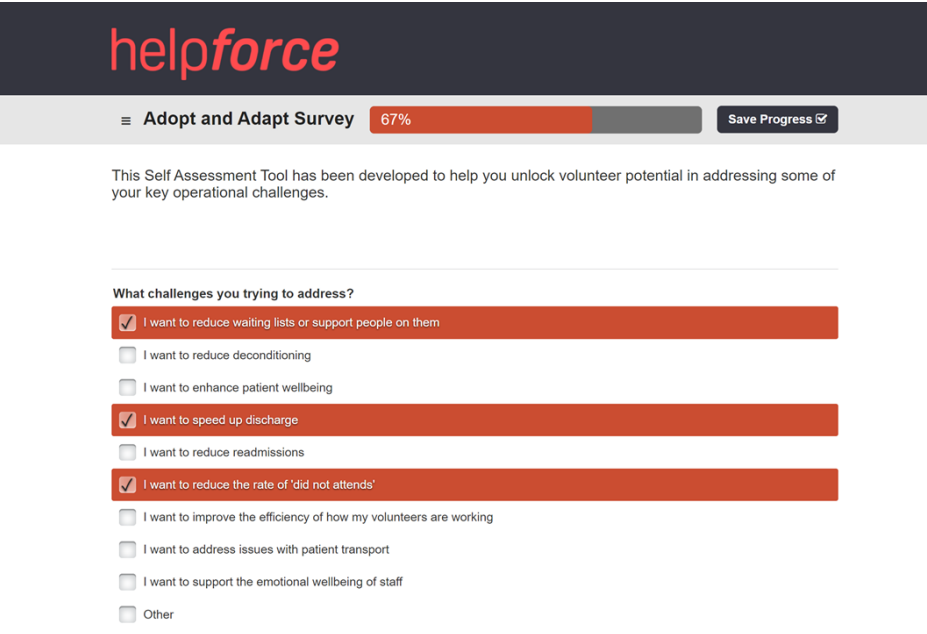 helpforce
Adopt and Adapt Survey 67% Save Progress
This Self Assessment Tool has been developed to help you unlock volunteer potential in addressing some of
your key operational challenges.
What challenges you trying to address?
I want to reduce waiting lists or support people on them
I want to reduce deconditioning
I want to enhance patient wellbeing
I want to speed up discharge
I want to reduce readmissions
I want to reduce the rate of 'did not attends'
I want to improve the efficiency of how my volunteers are working
I want to address issues with patient transport
I want to support the emotional wellbeing of staff
Other